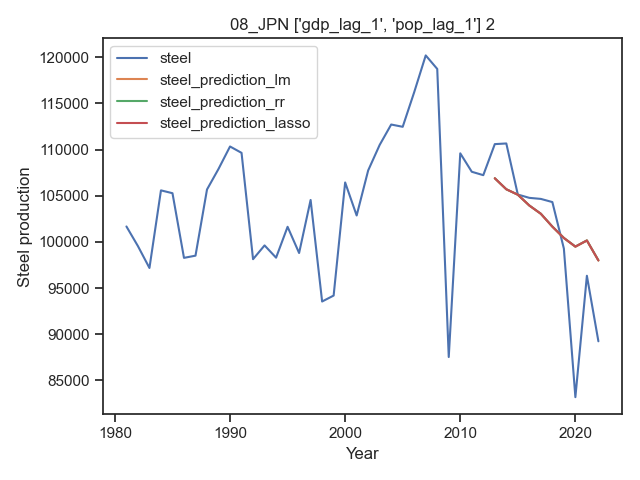 08_JPN ['gdp_lag_1', 'pop_lag_1'] 2
steel
steel_prediction_lm
steel_prediction_rr
steel_prediction_lasso
Steel production
120000
115000
110000
105000
100000
95000
90000
85000
1980
1990
2000
2010
2020
Year